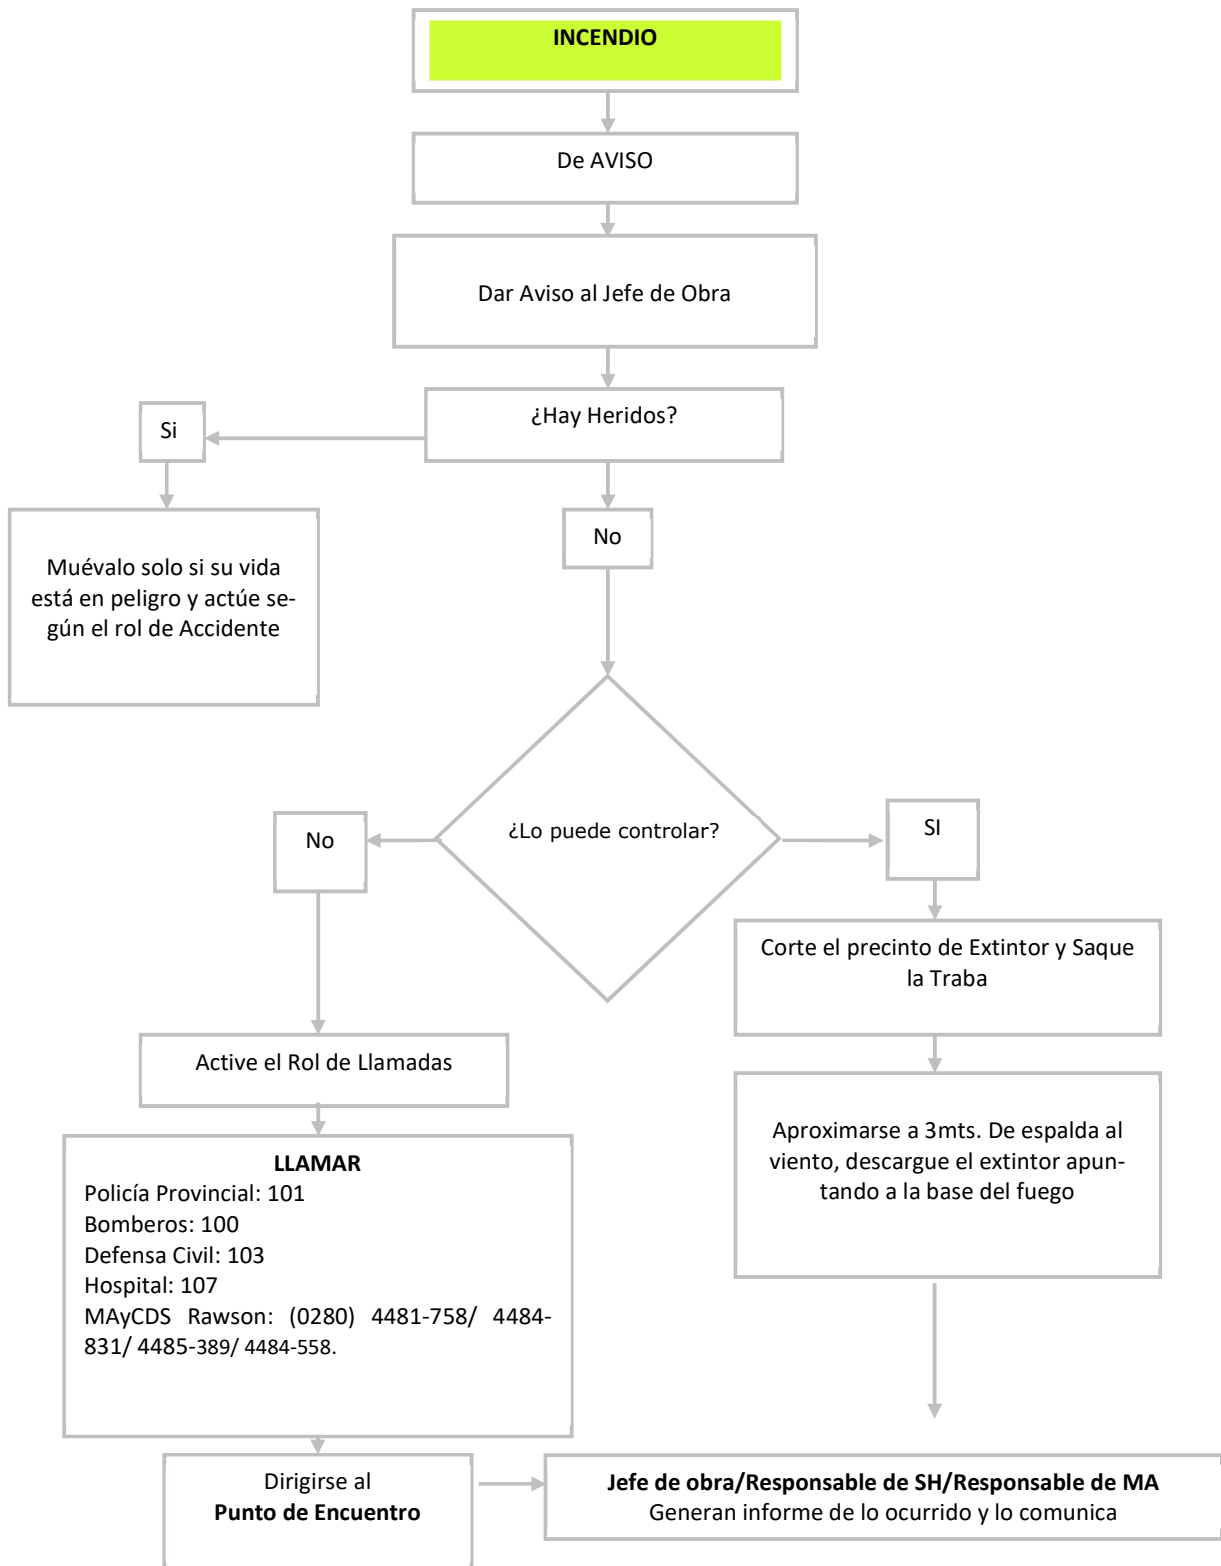 INCENDIO
De AVISO
Dar Aviso al Jefe de Obra
¿Hay Heridos?
Si
No
Muévalo solo si su vida
está en peligro y actúe se-
gún el rol de Accidente
¿Lo puede controlar?
No
SI
Corte el precinto de Extintor y Saque
la Traba
Active el Rol de Llamadas
Aproximarse a 3mts. De espalda al
viento, descargue el extintor apun-
tando a la base del fuego
LLAMAR
Policía Provincial: 101
Bomberos: 100
Defensa Civil: 103
Hospital: 107
MAyCDS Rawson: (0280) 4481-758/ 4484-
831/ 4485-389/ 4484-558.
Dirigirse al
Punto de Encuentro
Jefe de obra/Responsable de SH/Responsable de MA
Generan informe de lo ocurrido y lo comunica